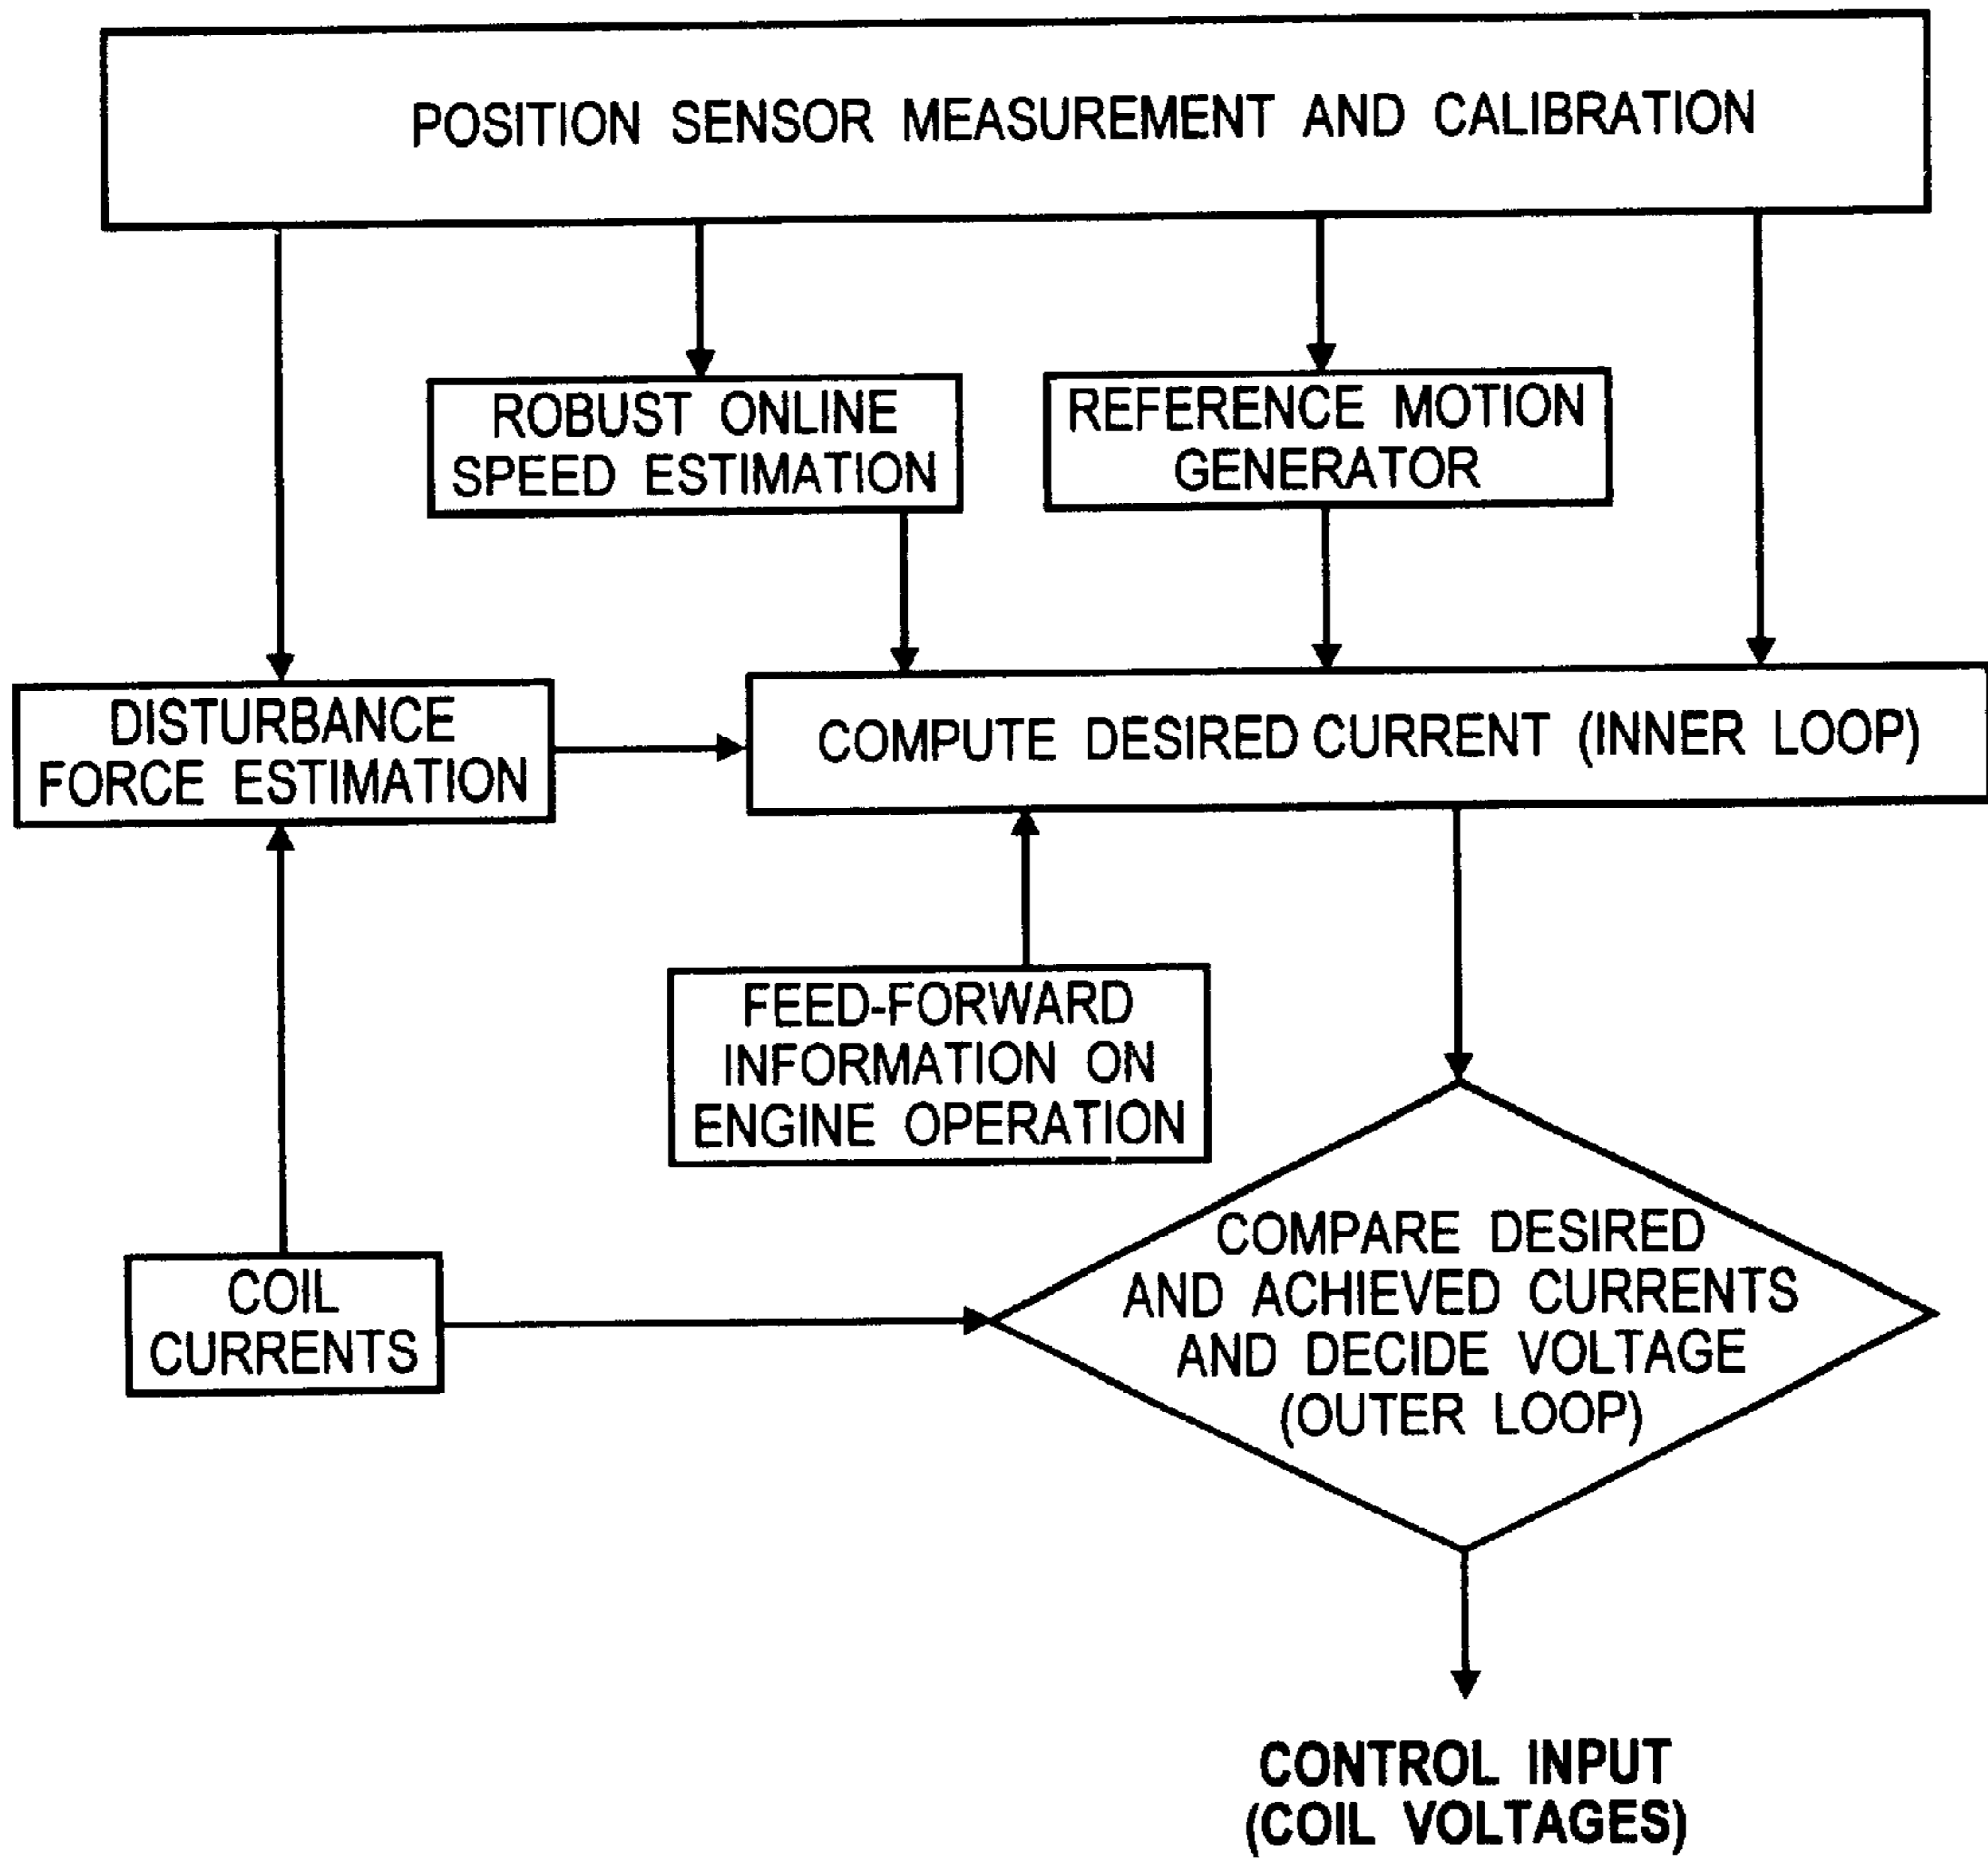 POSITION SENSOR MEASUREMENT AND CALIBRATION
ROBUST ONLINE
SPEED ESTIMATION
REFERENCE MOTION
GENERATOR
DISTURBANCE
FORCE ESTIMATION
COMPUTE DESIRED CURRENT (INNER LOOP)
FEED-FORWARD
INFORMATION ON
ENGINE OPERATION
COIL
CURRENTS
COMPARE DESIRED
AND ACHIEVED CURRENTS
AND DECIDE VOLTAGE
(OUTER LOOP)
CONTROL INPUT
(COIL VOLTAGES)